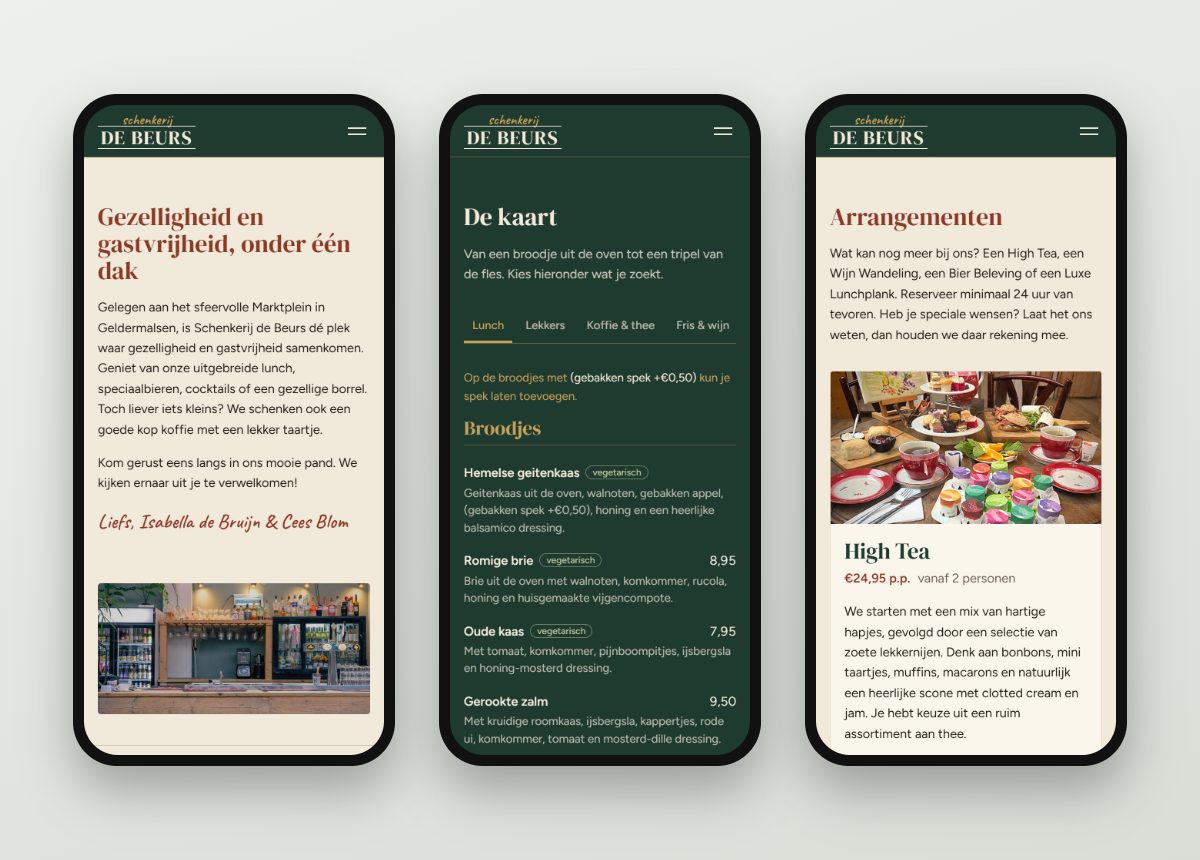 schenkerij
DE BEURS
Gezelligheid en
gastvrijheid, onder één
dak
Gelegen aan het sfeervolle Marktplein in
Geldermalsen, is Schenkerij de Beurs dé plek
waar gezelligheid en gastvrijheid samenkomen.
Geniet van onze uitgebreide lunch,
speciaalbieren, cocktails of een gezellige borrel.
Toch liever iets kleins? We schenken ook een
goede kop koffie met een lekker taartje.
Kom gerust eens langs in ons mooie pand. We
kijken ernaar uit je te verwelkomen!
Liefs, Isabella de Bruijn & Cees Blom
schenkerij
DE BEURS
De kaart
Van een broodje uit de oven tot een tripel van
de fles. Kies hieronder wat je zoekt.
Lunch Lekkers Koffie & thee Fris & wijn
Op de broodjes met (gebakken spek +€0,50) kun je
spek laten toevoegen.
Broodjes
Hemelse geitenkaas vegetarisch
Geitenkaas uit de oven, walnoten, gebakken appel,
(gebakken spek +€0,50), honing en een heerlijke
balsamico dressing.
Romige brie vegetarisch 8,95
Brie uit de oven met walnoten, komkommer, rucola,
honing en huisgemaakte vijgencompote.
Oude kaas vegetarisch 7,95
Met tomaat, komkommer, pijnboompitjes, ijsbergsla
en honing-mosterd dressing.
Gerookte zalm 9,50
Met kruidige roomkaas, ijsbergsla, kappertjes, rode
ui, komkommer, tomaat en mosterd-dille dressing.
schenkerij
DE BEURS
Arrangementen
Wat kan nog meer bij ons? Een High Tea, een
Wijn Wandeling, een Bier Beleving of een Luxe
Lunchplank. Reserveer minimaal 24 uur van
tevoren. Heb je speciale wensen? Laat het ons
weten, dan houden we daar rekening mee.
High Tea
€24,95 p.p. vanaf 2 personen
We starten met een mix van hartige
hapjes, gevolgd door een selectie van
zoete lekkernijen. Denk aan bonbons, mini
taartjes, muffins, macarons en natuurlijk
een heerlijke scone met clotted cream en
jam. Je hebt keuze uit een ruim
assortiment aan thee.